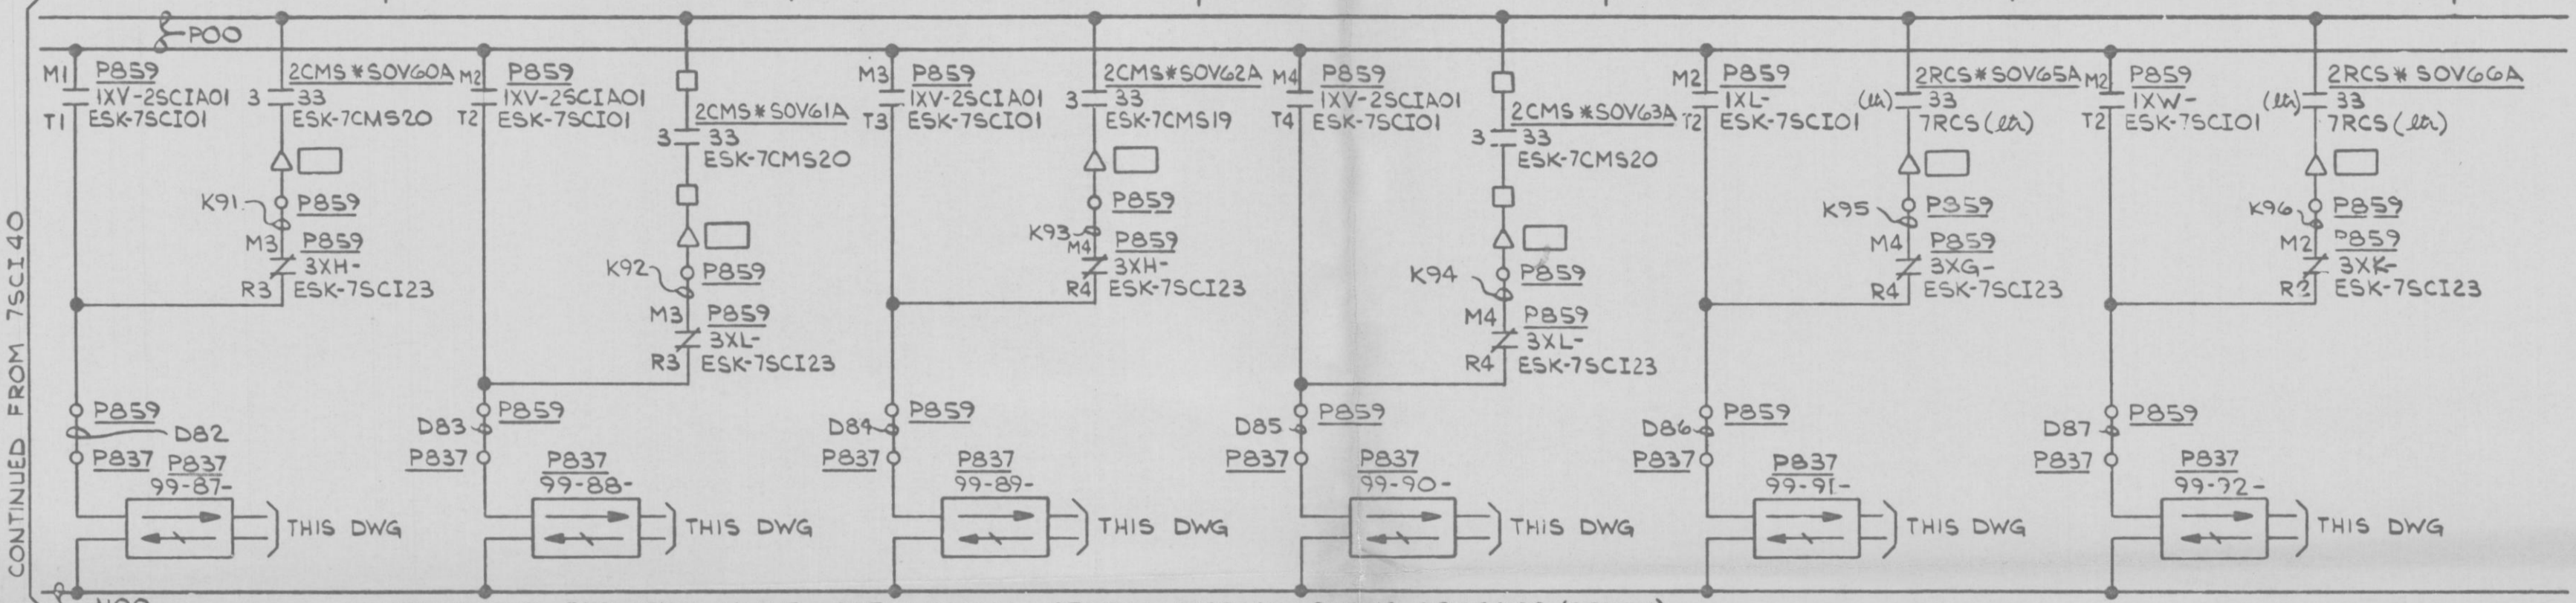 CONTINUED FROM 7SCI40
P00
M1 P859
1XV-2SCIA01
T1 ESK-7SCI01
2CMS*SOV60A
3 33
ESK-7CMS20
K91 P859
M3 P859
3XH-
R3 ESK-7SCI23
P859
D82
P837
P837
99-87-
THIS DWG
M2 P859
1XV-2SCIA01
T2 ESK-7SCI01
2CMS*SOV61A
3 33
ESK-7CMS20
K92 P859
M3 P859
3XL-
R3 ESK-7SCI23
P859
D83
P837
P837
99-88-
THIS DWG
M3 P859
1XV-2SCIA01
T3 ESK-7SCI01
2CMS*SOV62A
3 33
ESK-7CMS19
P859
K93
M4 P859
3XH-
R4 ESK-7SCI23
P859
D84
P837
P837
99-89-
THIS DWG
M4 P859
1XV-2SCIA01
T4 ESK-7SCI01
2CMS*SOV63A
3 33
ESK-7CMS20
K94 P859
M4 P859
3XL-
R4 ESK-7SCI23
P859
D85
P837
P837
99-90-
THIS DWG
M2 P859
1XL-
T2 ESK-7SCI01
2RCS*SOV65A
(ltr) 33
7RCS(ltr)
K95 P859
M4 P859
3XG-
R4 ESK-7SCI23
P859
D86
P837
P837
99-91-
THIS DWG
M2 P859
1XW-
T2 ESK-7SCI01
2RCS*SOV66A
(ltr) 33
7RCS(ltr)
K96 P859
M2 P859
3XK-
R2 ESK-7SCI23
P859
D87
P837
P837
99-92-
THIS DWG